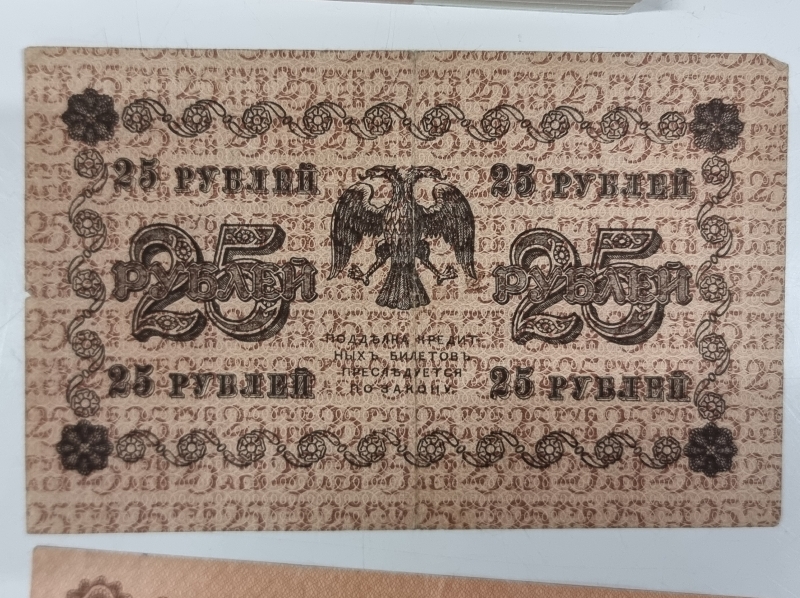 25 РУБЛЕЙ
25 РУБЛЕЙ
25 РУБЛЕЙ
25 РУБЛЕЙ
ПОДДѢЛКА КРЕДИТ-
НЫХЪ БИЛЕТОВЪ
ПРЕСЛѢДУЕТСЯ
ПО ЗАКОНУ.
25 РУБЛЕЙ
25 РУБЛЕЙ